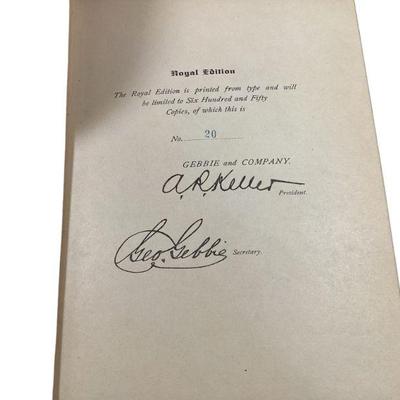 Royal Edition
The Royal Edition is printed from type and will
be limited to Six Hundred and Fifty
Copies, of which this is
No. 20
GEBBIE and COMPANY.
A. R. Keller
President.
Geo. Gebbie Secretary.